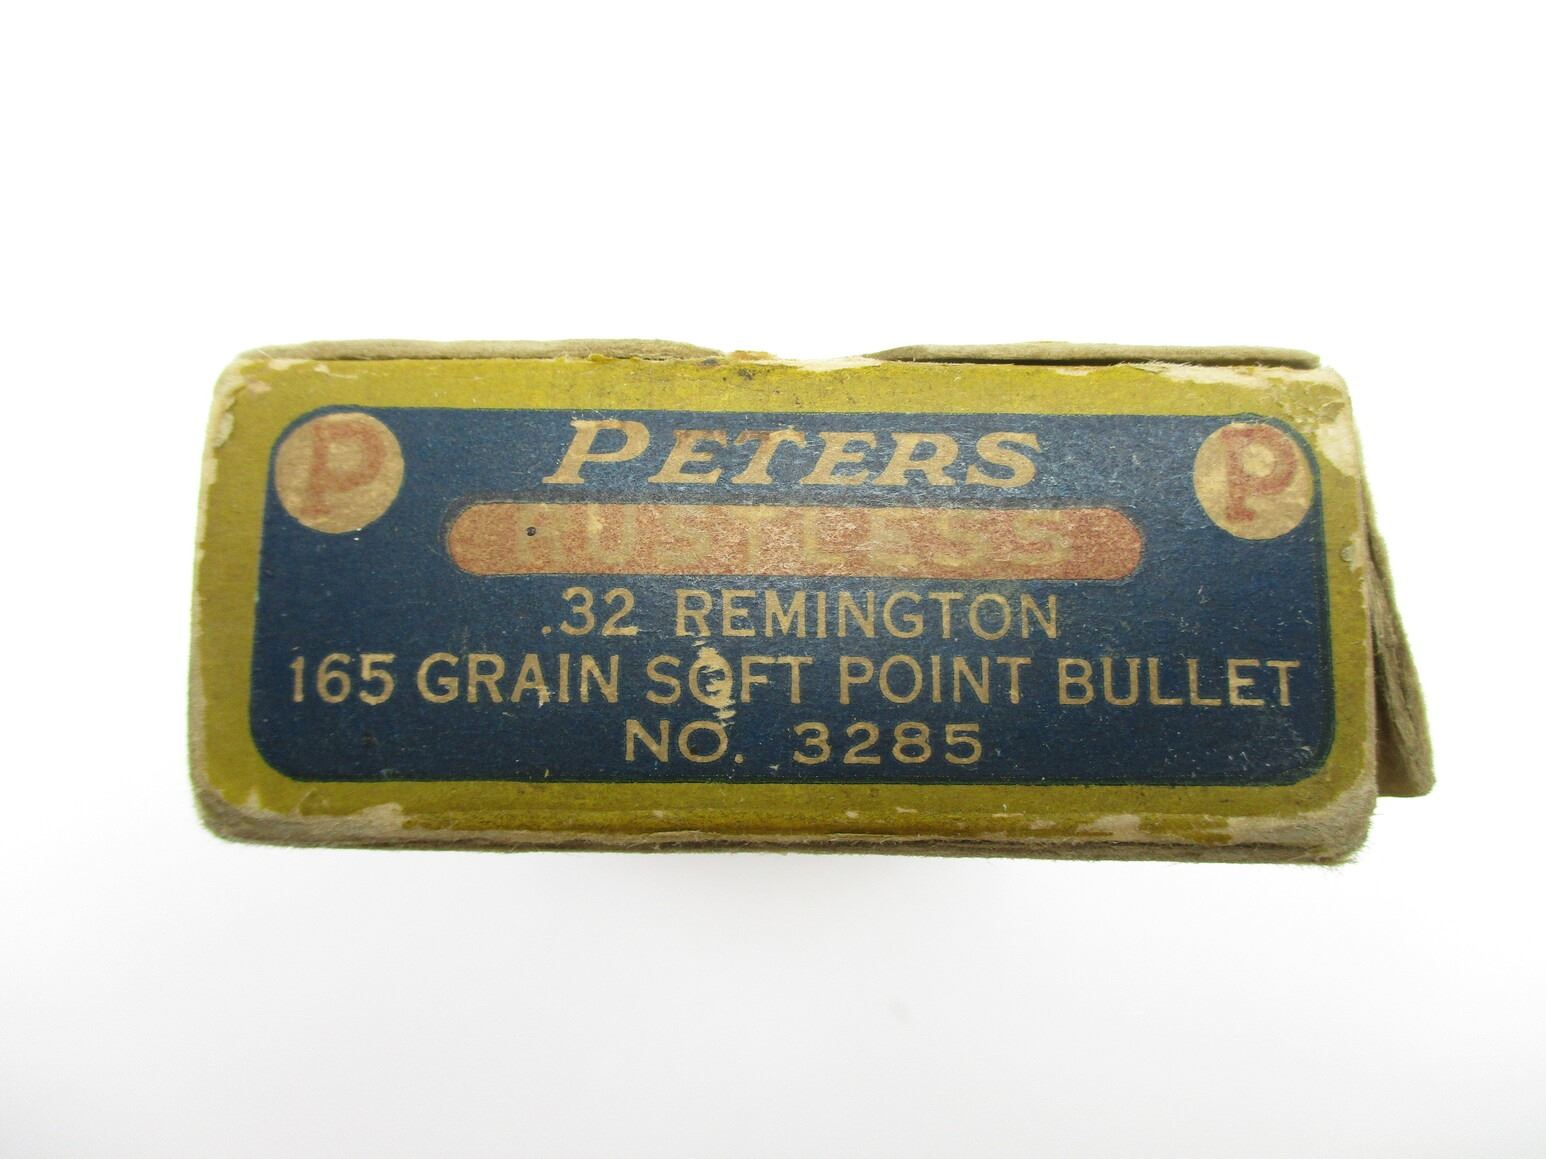 P PETERS P
RUSTLESS
.32 REMINGTON
165 GRAIN SOFT POINT BULLET
NO. 3285